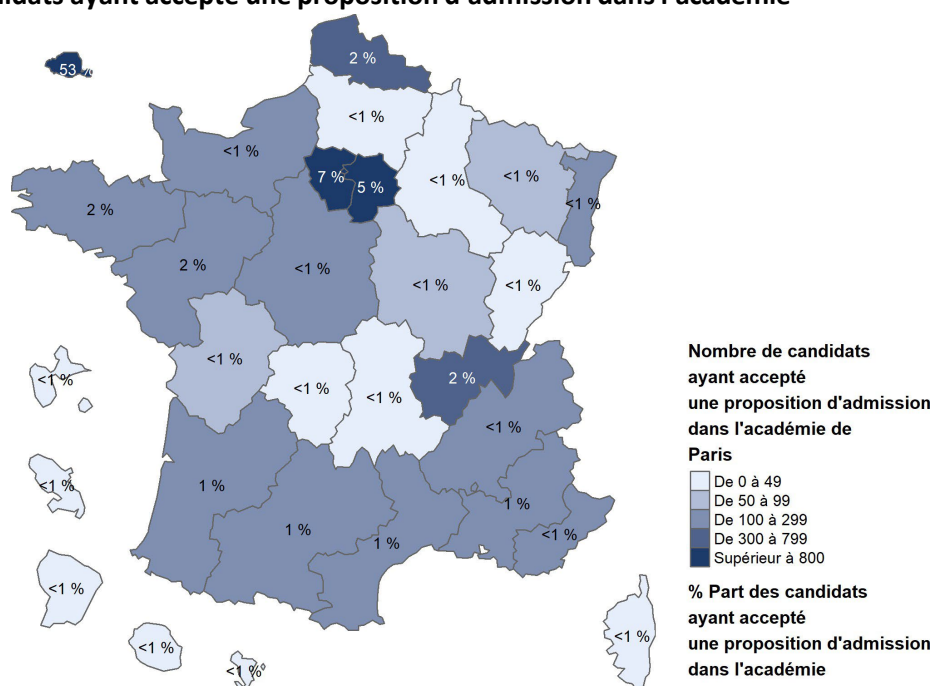 didats ayant accepté une proposition d'admission dans l'académie
2 %
53 %
<1 %
<1 %
7 %
5 %
<1 %
<1 %
<1 %
2 %
2 %
<1 %
<1 %
<1 %
<1 %
<1 %
2 %
<1 %
<1 %
<1 %
<1 %
<1 %
1 %
1 %
1 %
1 %
<1 %
<1 %
<1 %
<1 %
<1 %
Nombre de candidats
ayant accepté
une proposition d'admission
dans l'académie de
Paris
De 0 à 49
De 50 à 99
De 100 à 299
De 300 à 799
Supérieur à 800
% Part des candidats
ayant accepté
une proposition d'admission
dans l'académie